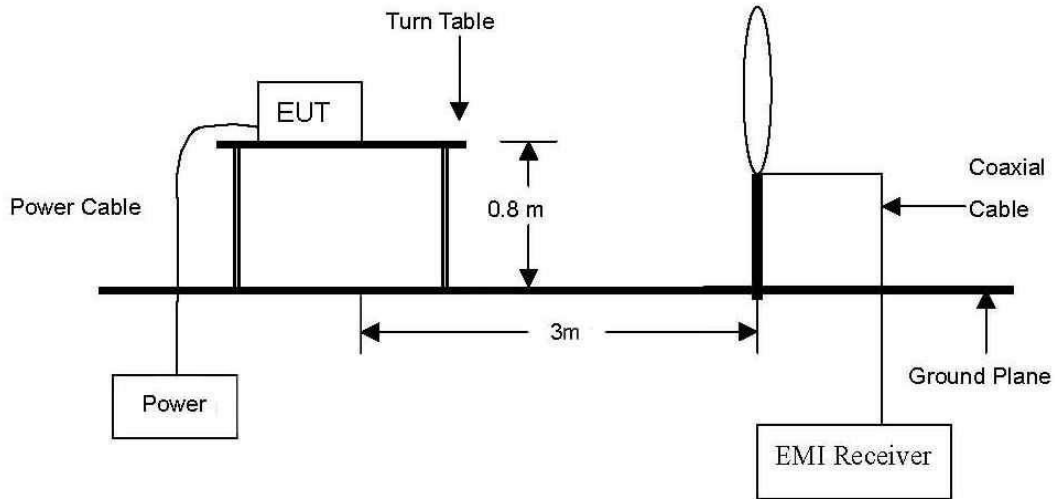 Turn Table
EUT
Power Cable
0.8 m
Coaxial
Cable
3m
Ground Plane
Power
EMI Receiver